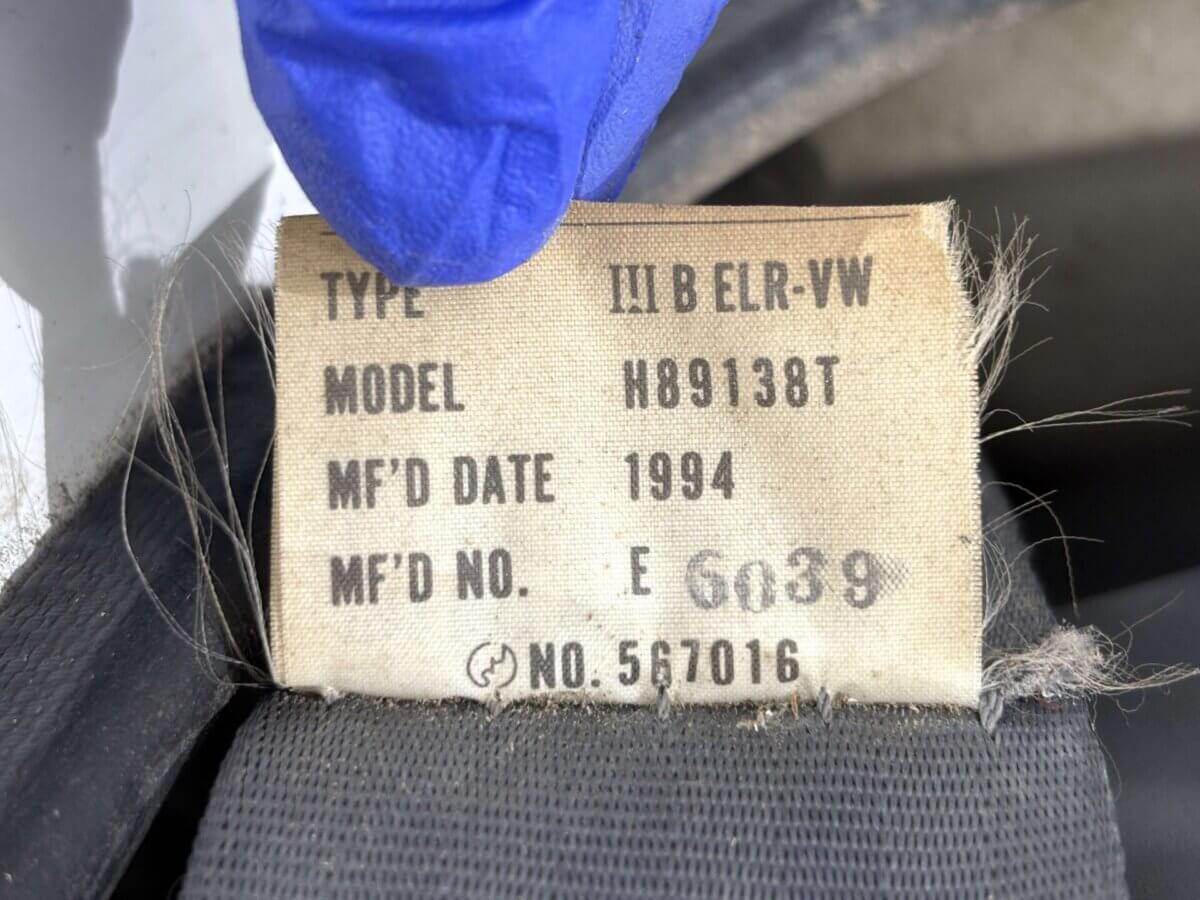 TYPE III B ELR-VW
MODEL H89138T
MF'D DATE 1994
MF'D NO. E 6039
NO. 567016